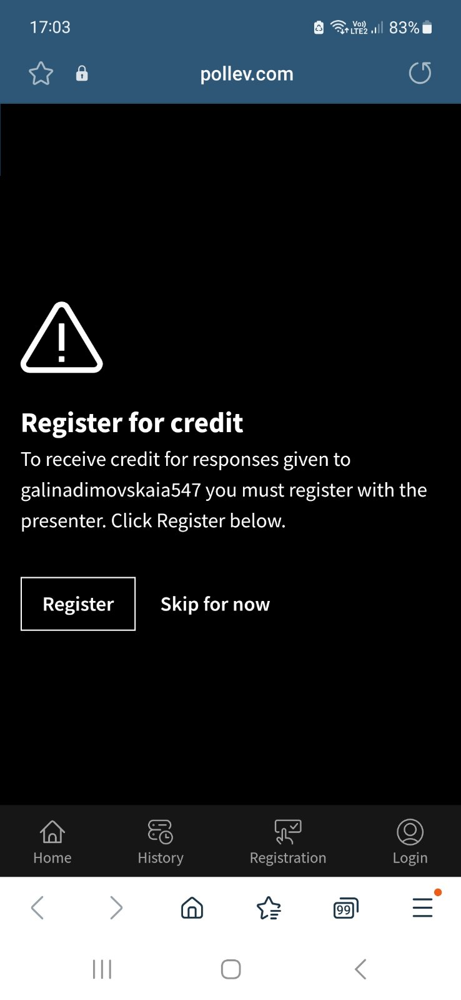 17:03
Vo))
LTE2
83%
pollev.com
Register for credit
To receive credit for responses given to
galinadimovskaia547 you must register with the
presenter. Click Register below.
Register
Skip for now
Home
History
Registration
Login
99